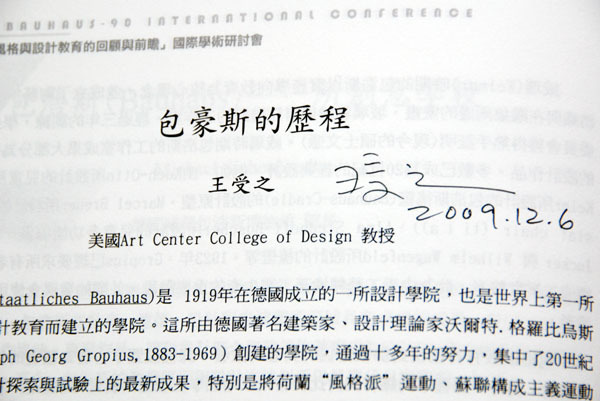 BAUHAUS-90 INTERNATIONAL CONFERENCE
風格與設計教育的回顧與前瞻」國際學術研討會
包豪斯的歷程
王受之
2009.12.6
美國Art Center College of Design 教授
taatliches Bauhaus)是 1919年在德國成立的一所設計學院，也是世界上第一所
計教育而建立的學院。這所由德國著名建築家、設計理論家沃爾特.格羅比烏斯
ph Georg Gropius,1883-1969) 創建的學院，通過十多年的努力，集中了20世紀
計探索與試驗上的最新成果，特別是將荷蘭“風格派”運動、蘇聯構成主義運動